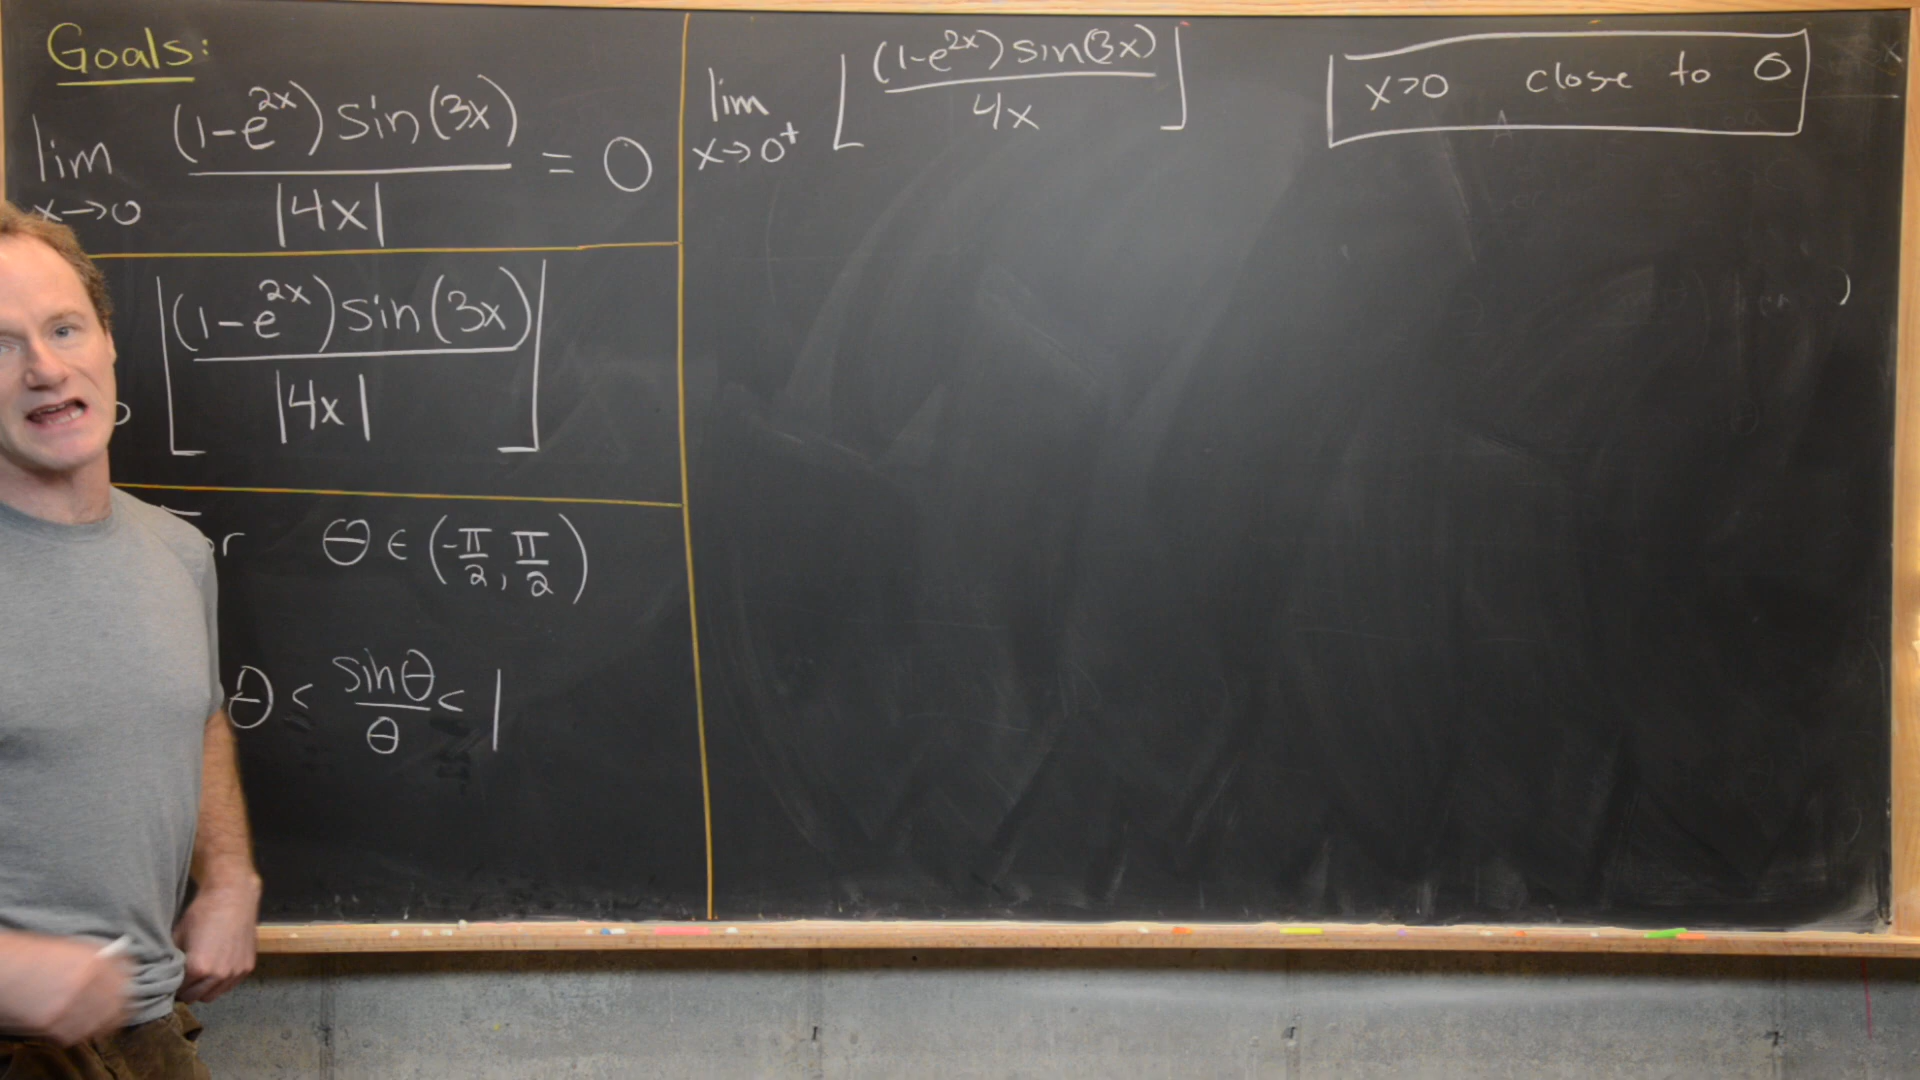 Goals:
lim x→0 (1-e^{2x}) sin(3x) / |4x| = 0
⌊(1-e^{2x}) sin(3x) / |4x|⌋
θ ∈ (-π/2, π/2)
θ < sinθ/θ < 1
lim x→0⁺ ⌊(1-e^{2x}) sin(3x) / 4x⌋
x>0 close to 0